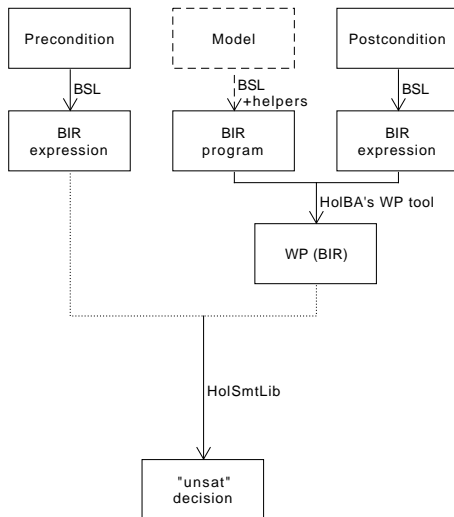 Precondition
Model
Postcondition
BSL
BSL
+helpers
BSL
BIR
expression
BIR
program
BIR
expression
HolBA's WP tool
WP (BIR)
HolSmtLib
"unsat"
decision